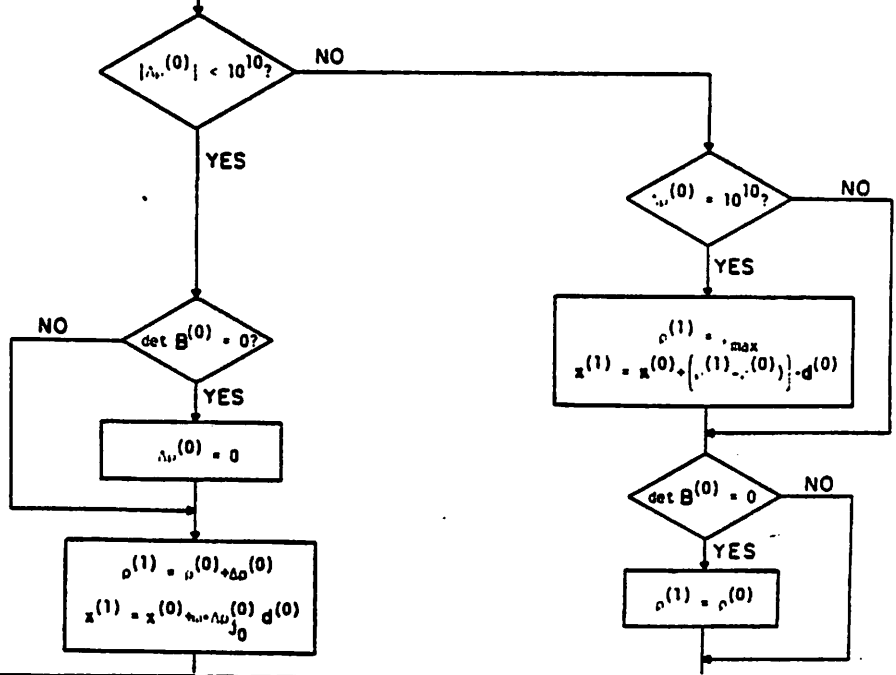 |Δρ^(0)| < 10^10?
NO
YES
Δρ^(0) = 10^10?
NO
YES
det B^(0) = 0?
NO
YES
Δρ^(0) = 0
ρ^(1) = ρ^(0)+Δρ^(0)
x^(1) = x^(0) d^(0)
ρ^(1) = max
x^(1) = x^(0)+(ρ^(1)-ρ^(0))·d^(0)
det B^(0) = 0
NO
YES
ρ^(1) = ρ^(0)